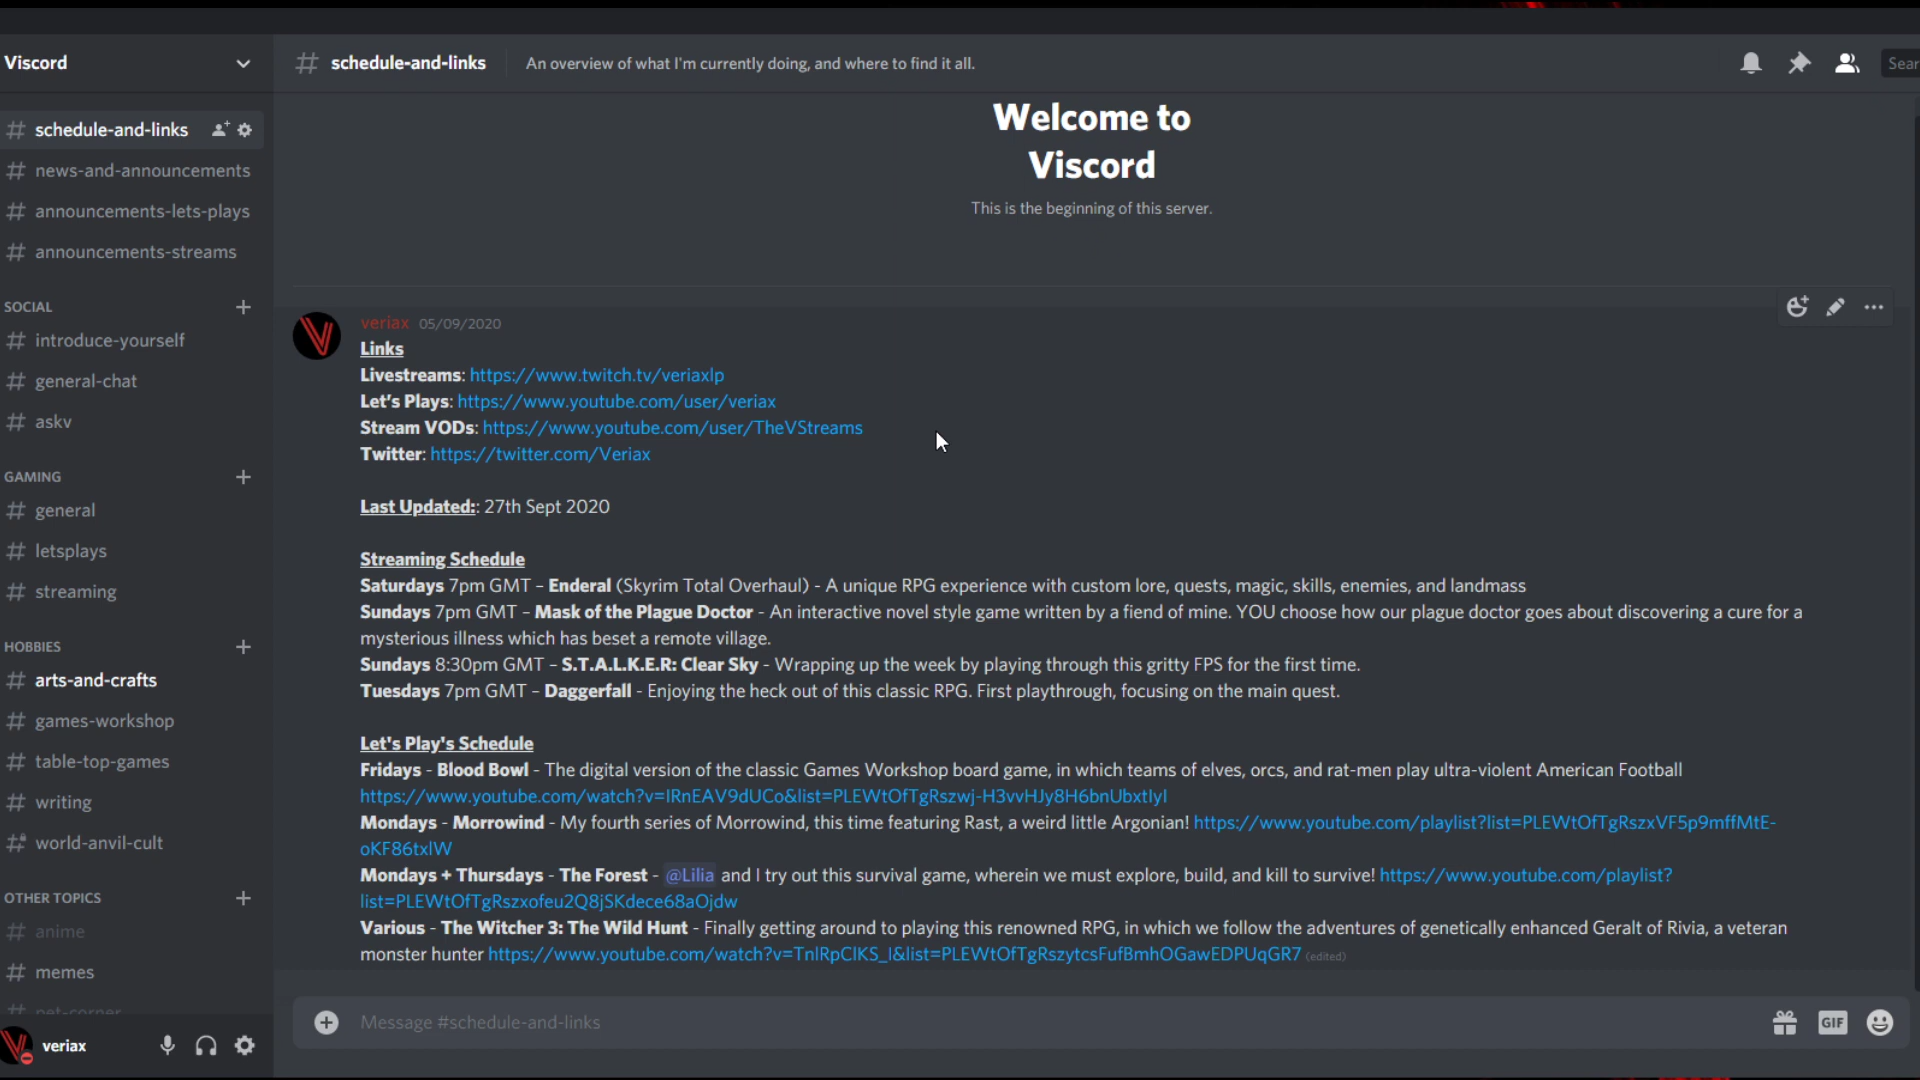 Viscord
schedule-and-links
An overview of what I'm currently doing, and where to find it all.
Sear
schedule-and-links
news-and-announcements
announcements-lets-plays
announcements-streams
SOCIAL
introduce-yourself
general-chat
askv
GAMING
general
letsplays
streaming
HOBBIES
arts-and-crafts
games-workshop
table-top-games
writing
world-anvil-cult
OTHER TOPICS
anime
memes
pet-corner
veriax
Welcome to
Viscord
This is the beginning of this server.
veriax 05/09/2020
Links
Livestreams: https://www.twitch.tv/veriaxlp
Let's Plays: https://www.youtube.com/user/veriax
Stream VODs: https://www.youtube.com/user/TheVStreams
Twitter: https://twitter.com/Veriax
Last Updated:: 27th Sept 2020
Streaming Schedule
Saturdays 7pm GMT - Enderal (Skyrim Total Overhaul) - A unique RPG experience with custom lore, quests, magic, skills, enemies, and landmass
Sundays 7pm GMT - Mask of the Plague Doctor - An interactive novel style game written by a fiend of mine. YOU choose how our plague doctor goes about discovering a cure for a
mysterious illness which has beset a remote village.
Sundays 8:30pm GMT - S.T.A.L.K.E.R: Clear Sky - Wrapping up the week by playing through this gritty FPS for the first time.
Tuesdays 7pm GMT - Daggerfall - Enjoying the heck out of this classic RPG. First playthrough, focusing on the main quest.
Let's Play's Schedule
Fridays - Blood Bowl - The digital version of the classic Games Workshop board game, in which teams of elves, orcs, and rat-men play ultra-violent American Football
https://www.youtube.com/watch?v=IRnEAV9dUCo&list=PLEWtOfTgRszwj-H3vvHJy8H6bnUbxtlyl
Mondays - Morrowind - My fourth series of Morrowind, this time featuring Rast, a weird little Argonian! https://www.youtube.com/playlist?list=PLEWtOfTgRszxVF5p9mffMtE-
oKF86txlW
Mondays + Thursdays - The Forest - @Lilia and I try out this survival game, wherein we must explore, build, and kill to survive! https://www.youtube.com/playlist?
list=PLEWtOfTgRszxofeu2Q8jSKdece68aOjdw
Various - The Witcher 3: The Wild Hunt - Finally getting around to playing this renowned RPG, in which we follow the adventures of genetically enhanced Geralt of Rivia, a veteran
monster hunter https://www.youtube.com/watch?v=TnlRpClKS_I&list=PLEWtOfTgRszytcsFufBmhOGawEDPUqGR7 (edited)
Message #schedule-and-links
GIF